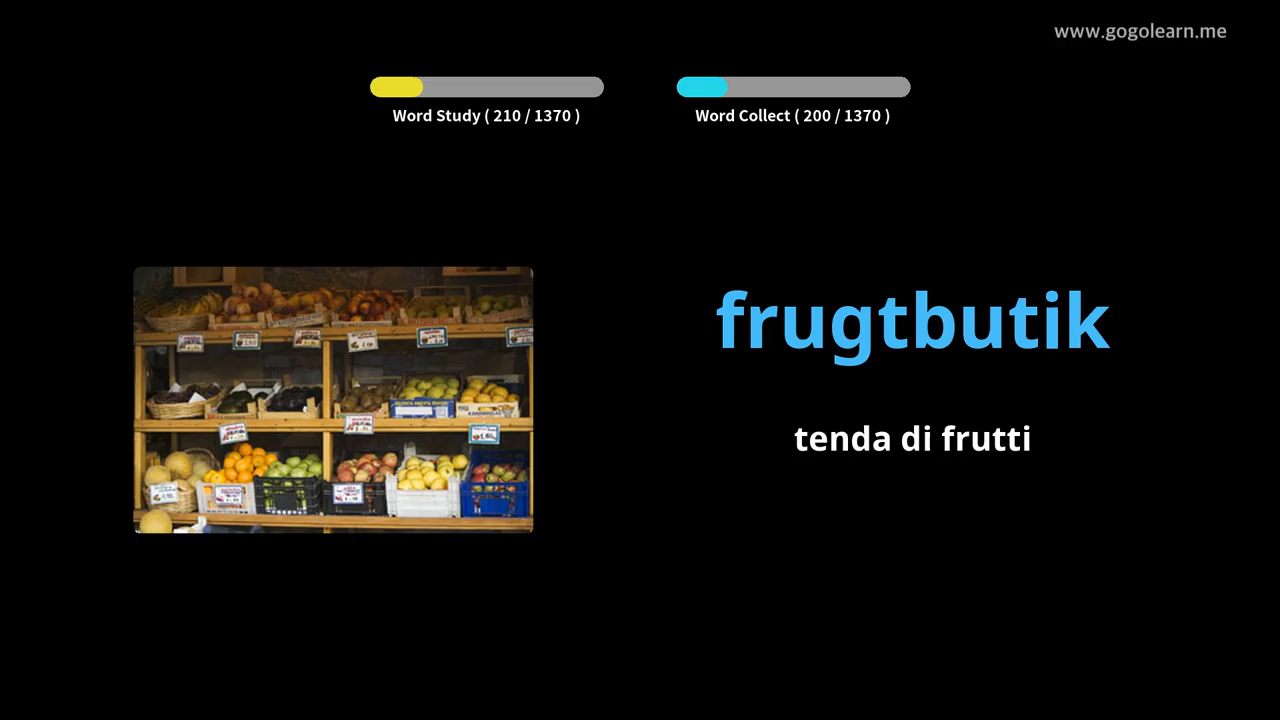 www.gogolearn.me
Word Study ( 210 / 1370 )
Word Collect ( 200 / 1370 )
frugtbutik
tenda di frutti